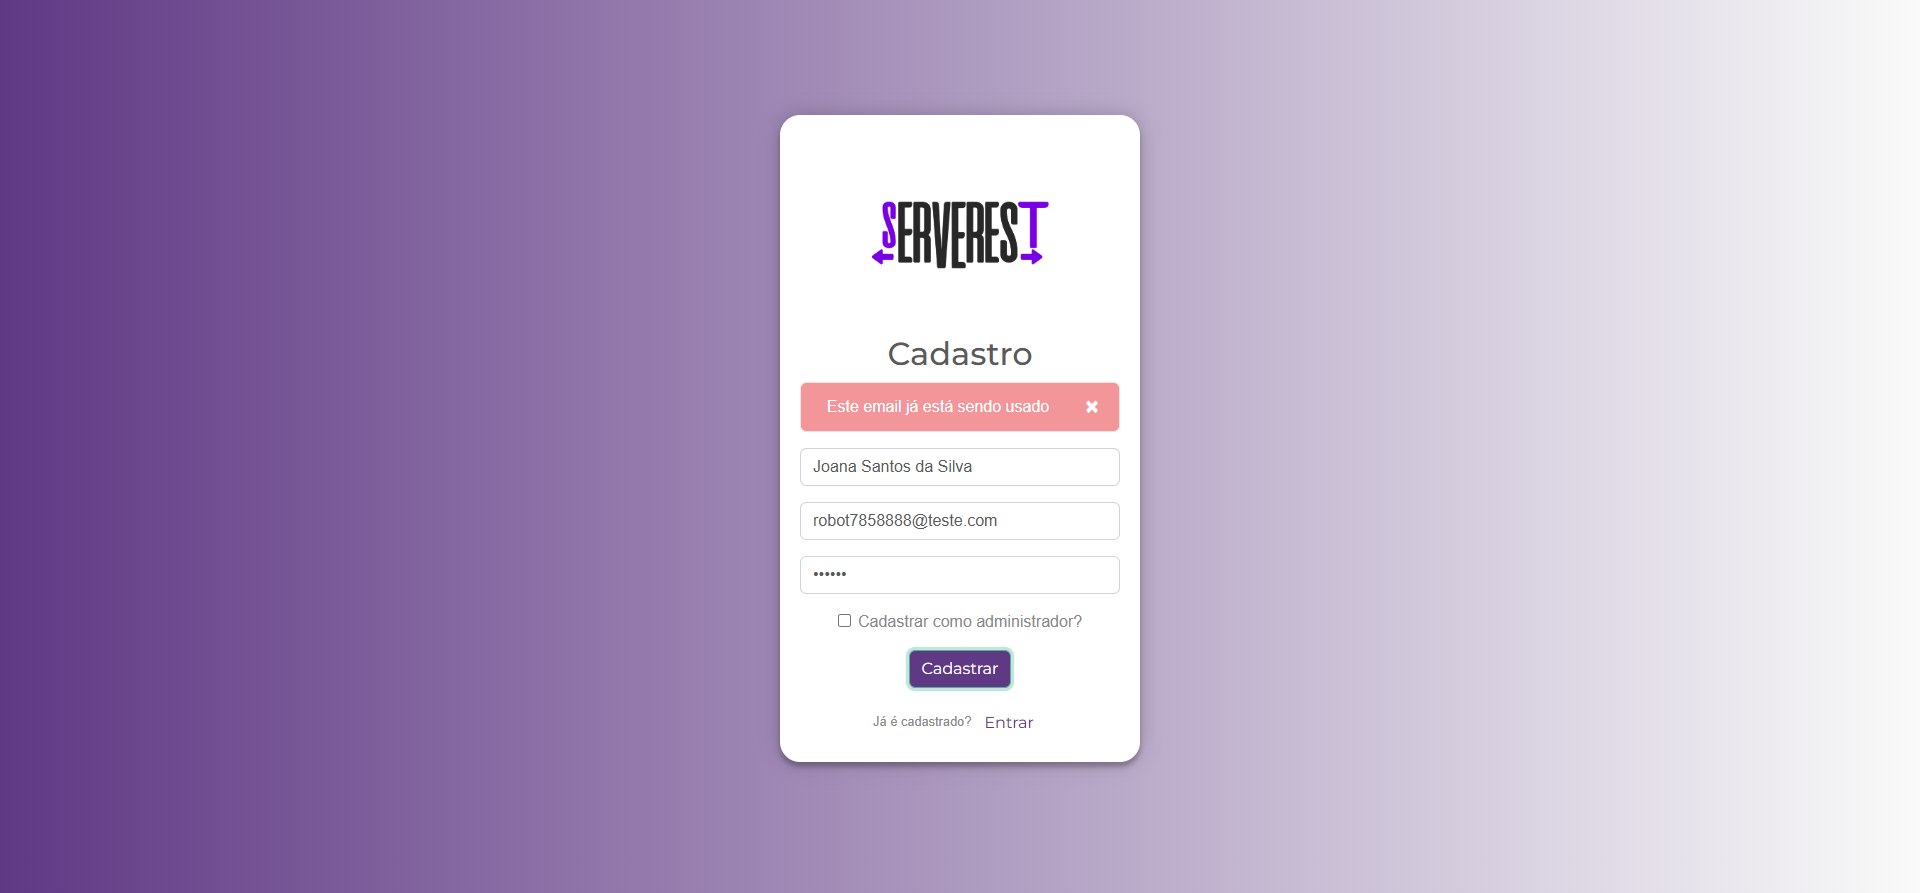 SERVEREST
Cadastro
Este email já está sendo usado
Joana Santos da Silva
robot7858888@teste.com
••••••
Cadastrar como administrador?
Cadastrar
Já é cadastrado? Entrar